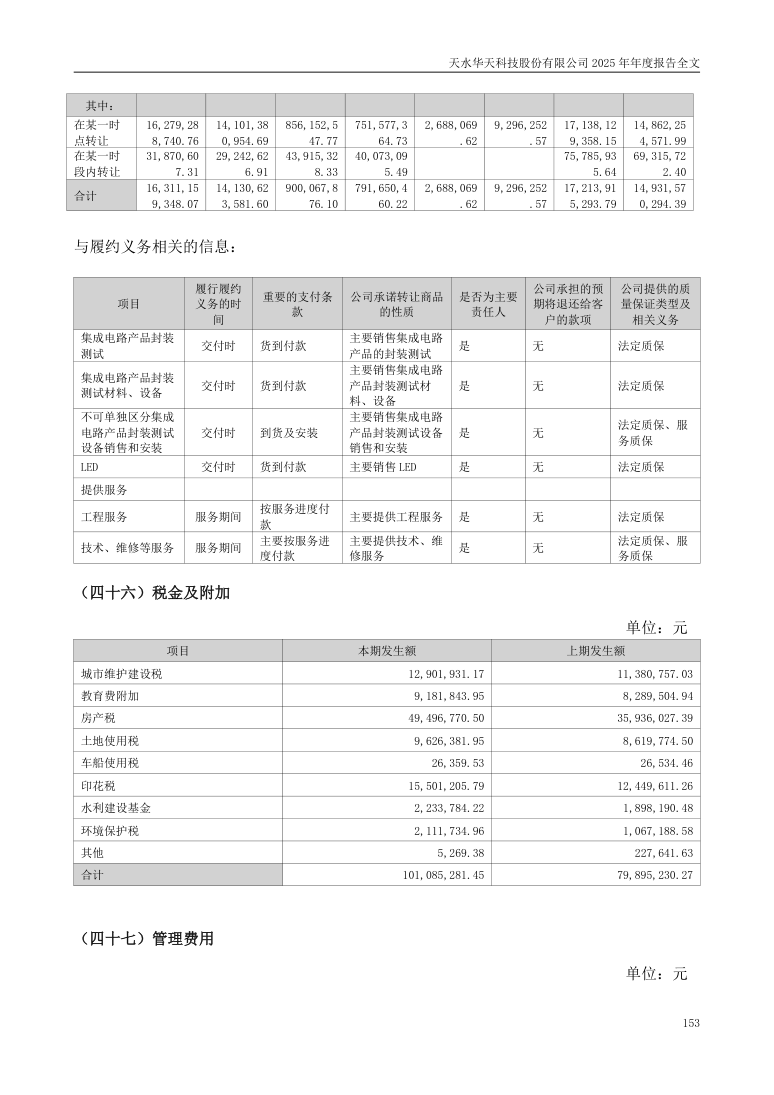 天水华天科技股份有限公司 2025 年年度报告全文
其中：
在某一时 16,279,28 14,101,38 856,152,5 751,577,3 2,688,069 9,296,252 17,138,12 14,862,25
点转让 8,740.76 0,954.69 47.77 64.73 .62 .57 9,358.15 4,571.99
在某一时 31,870,60 29,242,62 43,915,32 40,073,09 75,785,93 69,315,72
段内转让 7.31 6.91 8.33 5.49 5.64 2.40
合计 16,311,15 14,130,62 900,067,8 791,650,4 2,688,069 9,296,252 17,213,91 14,931,57
9,348.07 3,581.60 76.10 60.22 .62 .57 5,293.79 0,294.39
与履约义务相关的信息：
项目 履行履约义务的时间 重要的支付条款 公司承诺转让商品的性质 是否为主要责任人 公司承担的预期将退还给客户的款项 公司提供的质量保证类型及相关义务
集成电路产品封装测试 交付时 货到付款 主要销售集成电路产品的封装测试 是 无 法定质保
集成电路产品封装测试材料、设备 交付时 货到付款 主要销售集成电路产品封装测试材料、设备 是 无 法定质保
不可单独区分集成电路产品封装测试设备销售和安装 交付时 到货及安装 主要销售集成电路产品封装测试设备销售和安装 是 无 法定质保、服务质保
LED 交付时 货到付款 主要销售 LED 是 无 法定质保
提供服务
工程服务 服务期间 按服务进度付款 主要提供工程服务 是 无 法定质保
技术、维修等服务 服务期间 主要按服务进度付款 主要提供技术、维修服务 是 无 法定质保、服务质保
（四十六）税金及附加
单位：元
项目 本期发生额 上期发生额
城市维护建设税 12,901,931.17 11,380,757.03
教育费附加 9,181,843.95 8,289,504.94
房产税 49,496,770.50 35,936,027.39
土地使用税 9,626,381.95 8,619,774.50
车船使用税 26,359.53 26,534.46
印花税 15,501,205.79 12,449,611.26
水利建设基金 2,233,784.22 1,898,190.48
环境保护税 2,111,734.96 1,067,188.58
其他 5,269.38 227,641.63
合计 101,085,281.45 79,895,230.27
（四十七）管理费用
单位：元
153